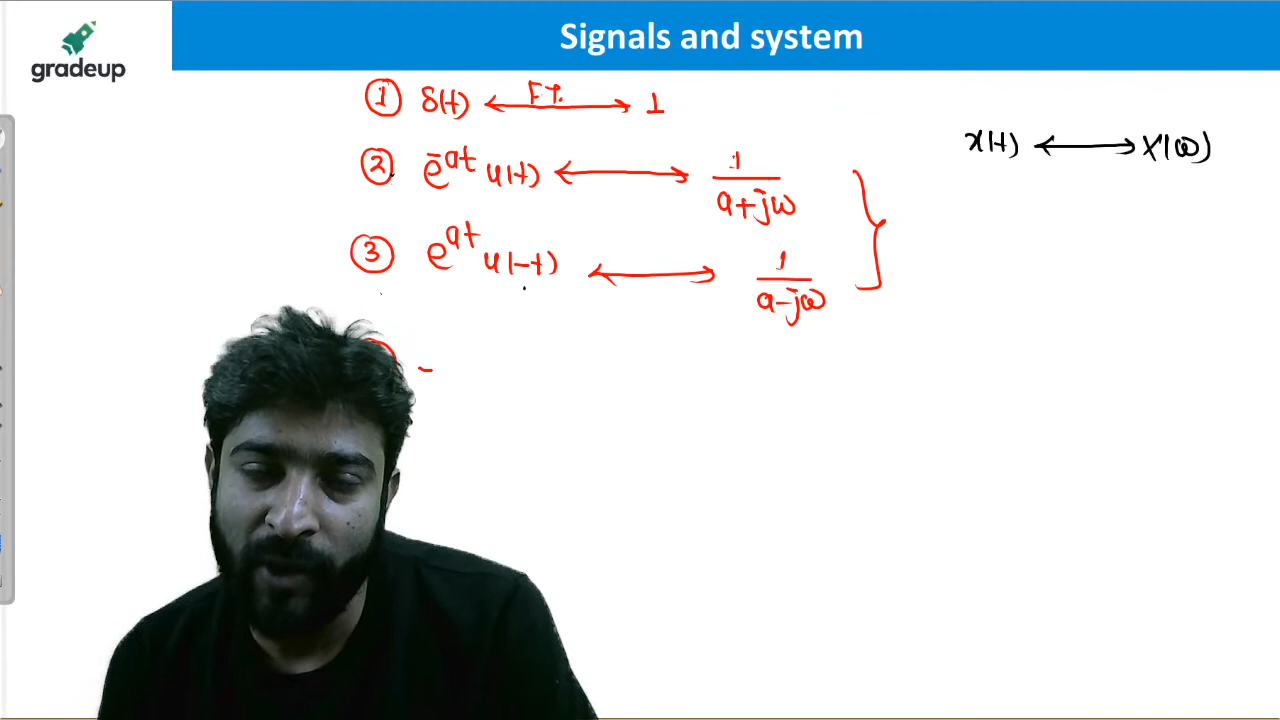 gradeup
Signals and system
① δ(t) ⟷ F.T. 1
② e^-at u(t) ⟷ 1/(a+jω)
③ e^at u(-t) ⟷ 1/(a-jω)
x(t) ⟷ X(ω)